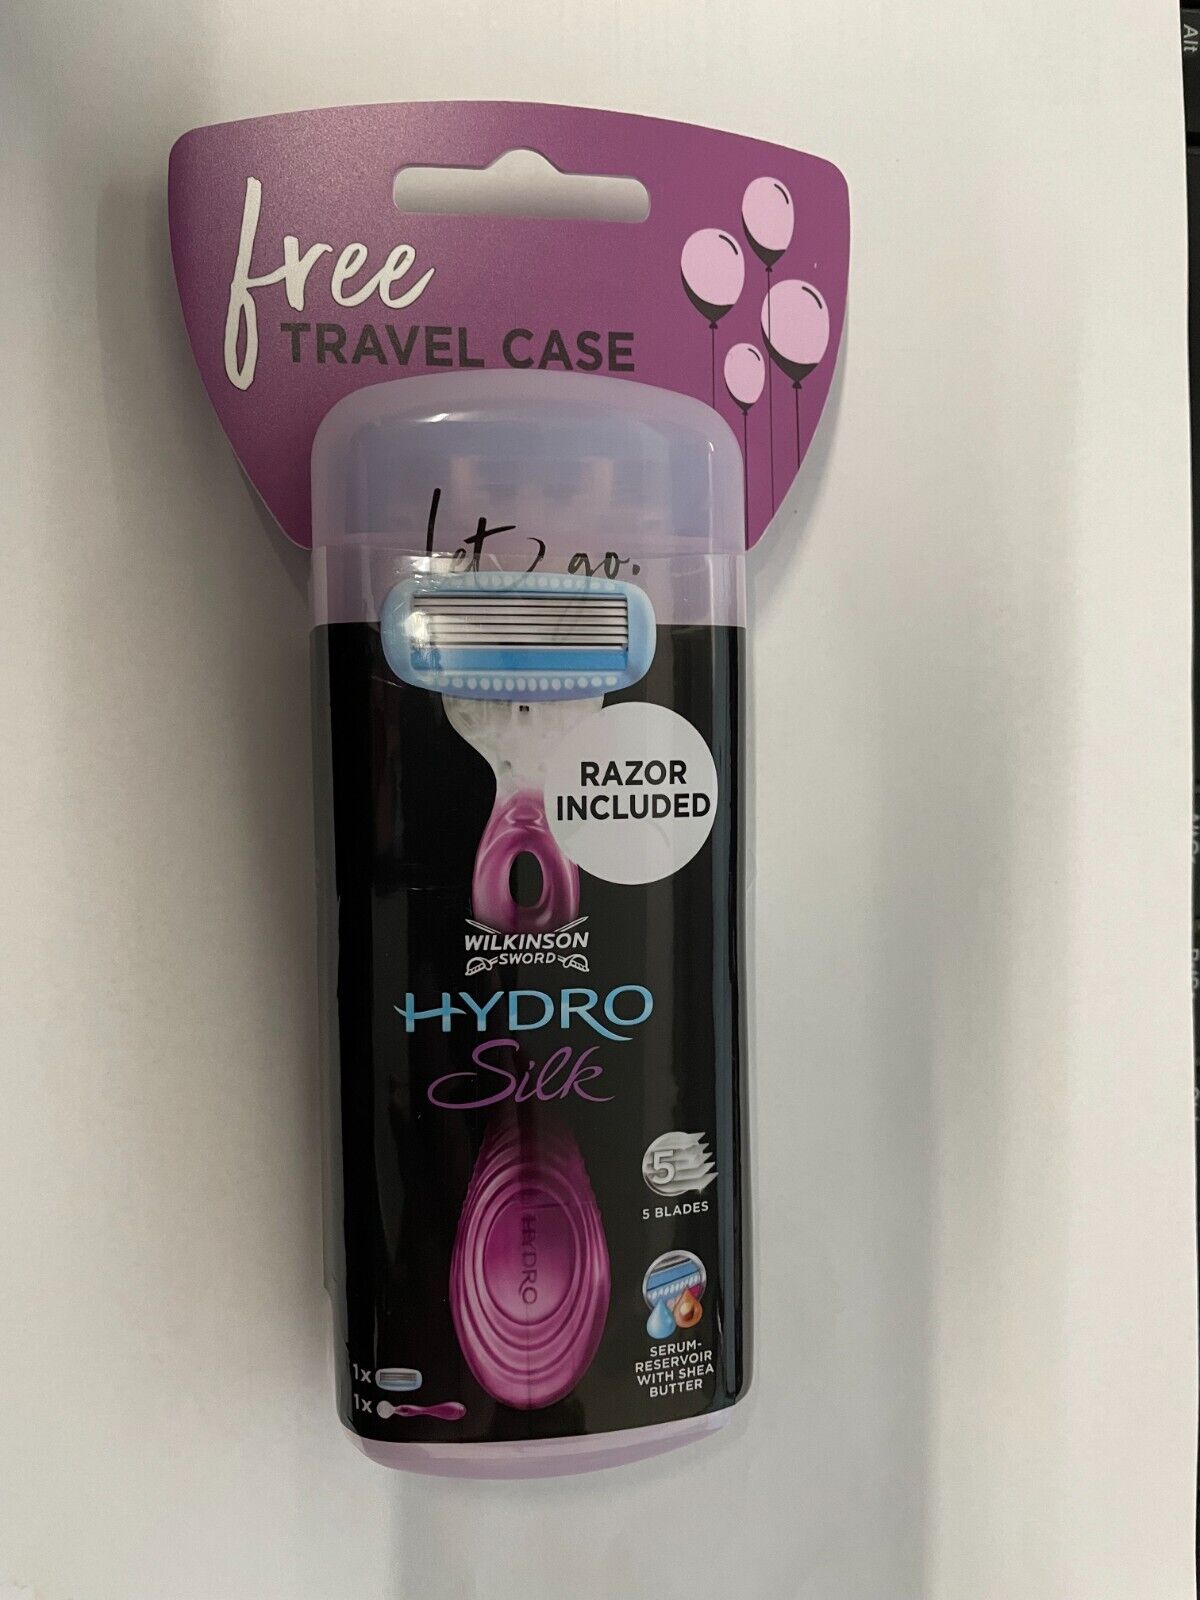 free
TRAVEL CASE
let's go.
RAZOR
INCLUDED
WILKINSON
SWORD
HYDRO
Silk
HYDRO
5
5 BLADES
SERUM-
RESERVOIR
WITH SHEA
BUTTER
1x
1x
Alt